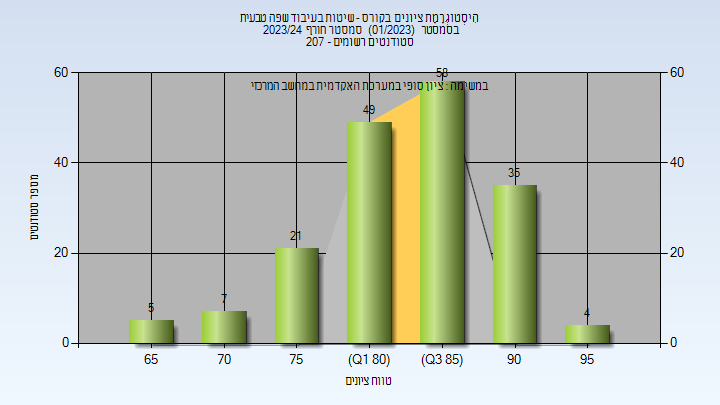 היסטוגרמת ציונים בקורס - שיטות בעיבוד שפה טבעית
בסמסטר (01/2023) סמסטר חורף 2023/24
סטודנטים רשומים - 207
במשימה : ציון סופי במערכת האקדמית במחשב המרכזי
60
40
20
0
60
40
20
0
מספר סטודנטים
5
7
21
49
58
35
4
65
70
75
(Q1 80)
(Q3 85)
90
95
טווח ציונים